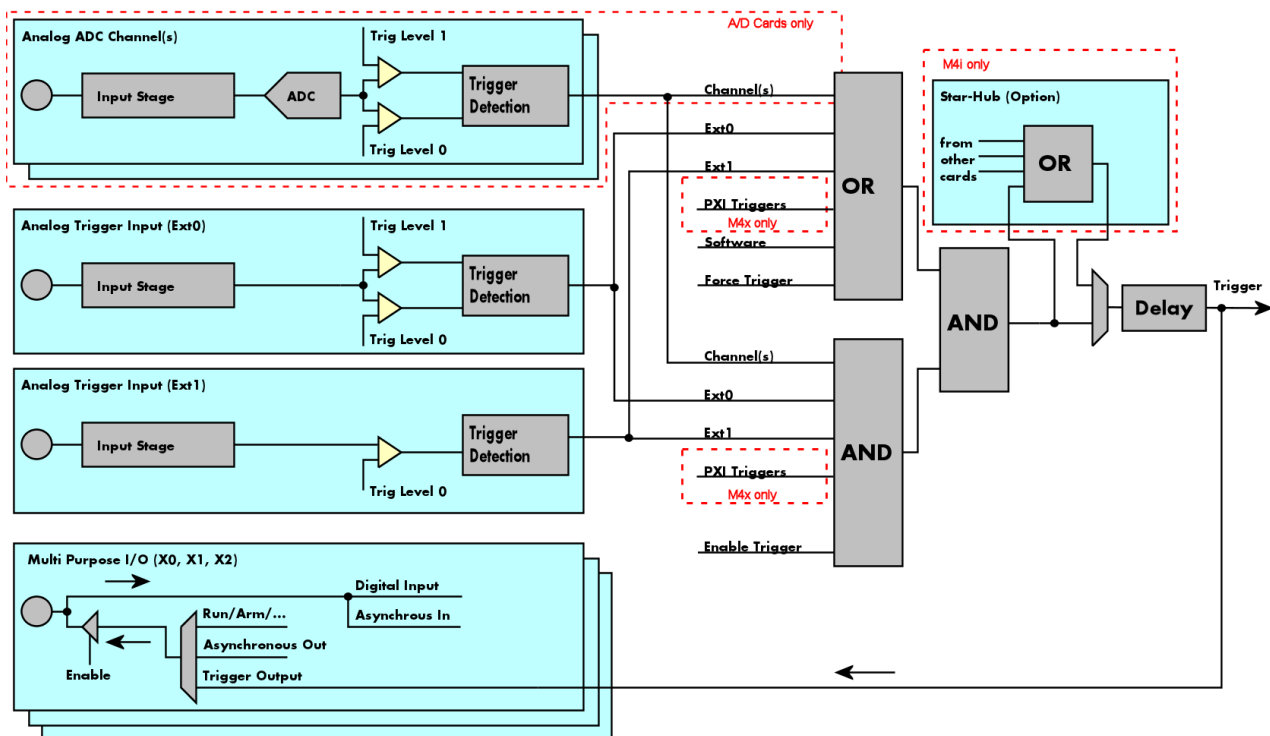 A/D Cards only
Analog ADC Channel(s)
Trig Level 1
Input Stage
ADC
Trigger
Detection
Trig Level 0
Channel(s)
Ext0
Ext1
PXI Triggers
M4x only
Software
Force Trigger
OR
M4i only
Star-Hub (Option)
from
other
cards
OR
Analog Trigger Input (Ext0)
Trig Level 1
Input Stage
Trigger
Detection
Trig Level 0
AND
Delay
Trigger
Analog Trigger Input (Ext1)
Input Stage
Trigger
Detection
Trig Level 0
Channel(s)
Ext0
Ext1
PXI Triggers
M4x only
Enable Trigger
AND
Multi Purpose I/O (X0, X1, X2)
Digital Input
Asynchrous In
Run/Arm/...
Asynchronous Out
Trigger Output
Enable